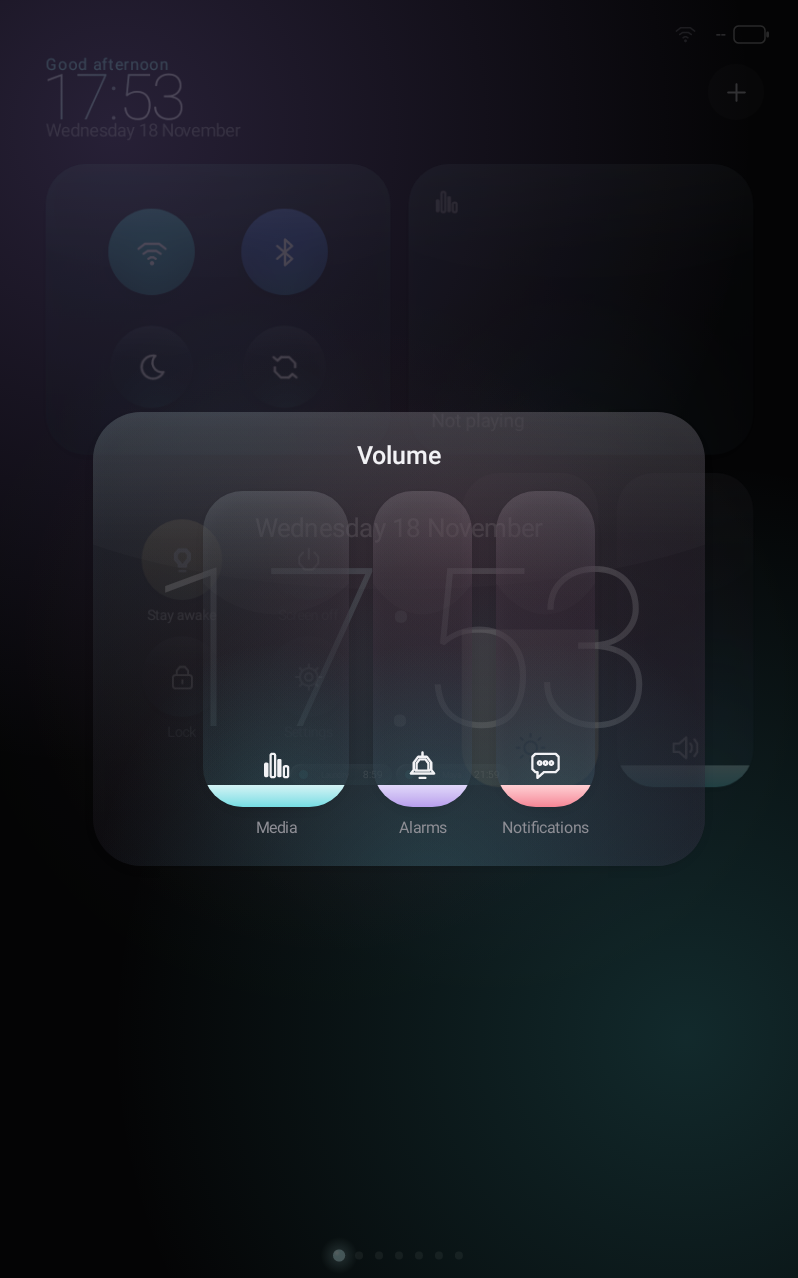 --
Good afternoon
17:53
Wednesday 18 November
Not playing
Volume
Wednesday 18 November
17 53
Stay awake
Lock
Media
Alarms
Notifications